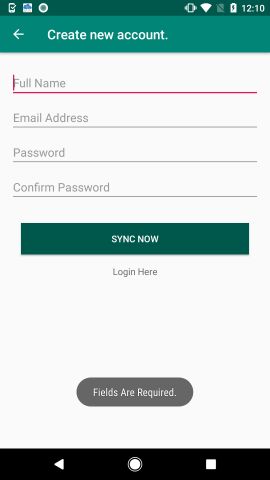 12:10
Create new account.
Full Name
Email Address
Password
Confirm Password
SYNC NOW
Login Here
Fields Are Required.